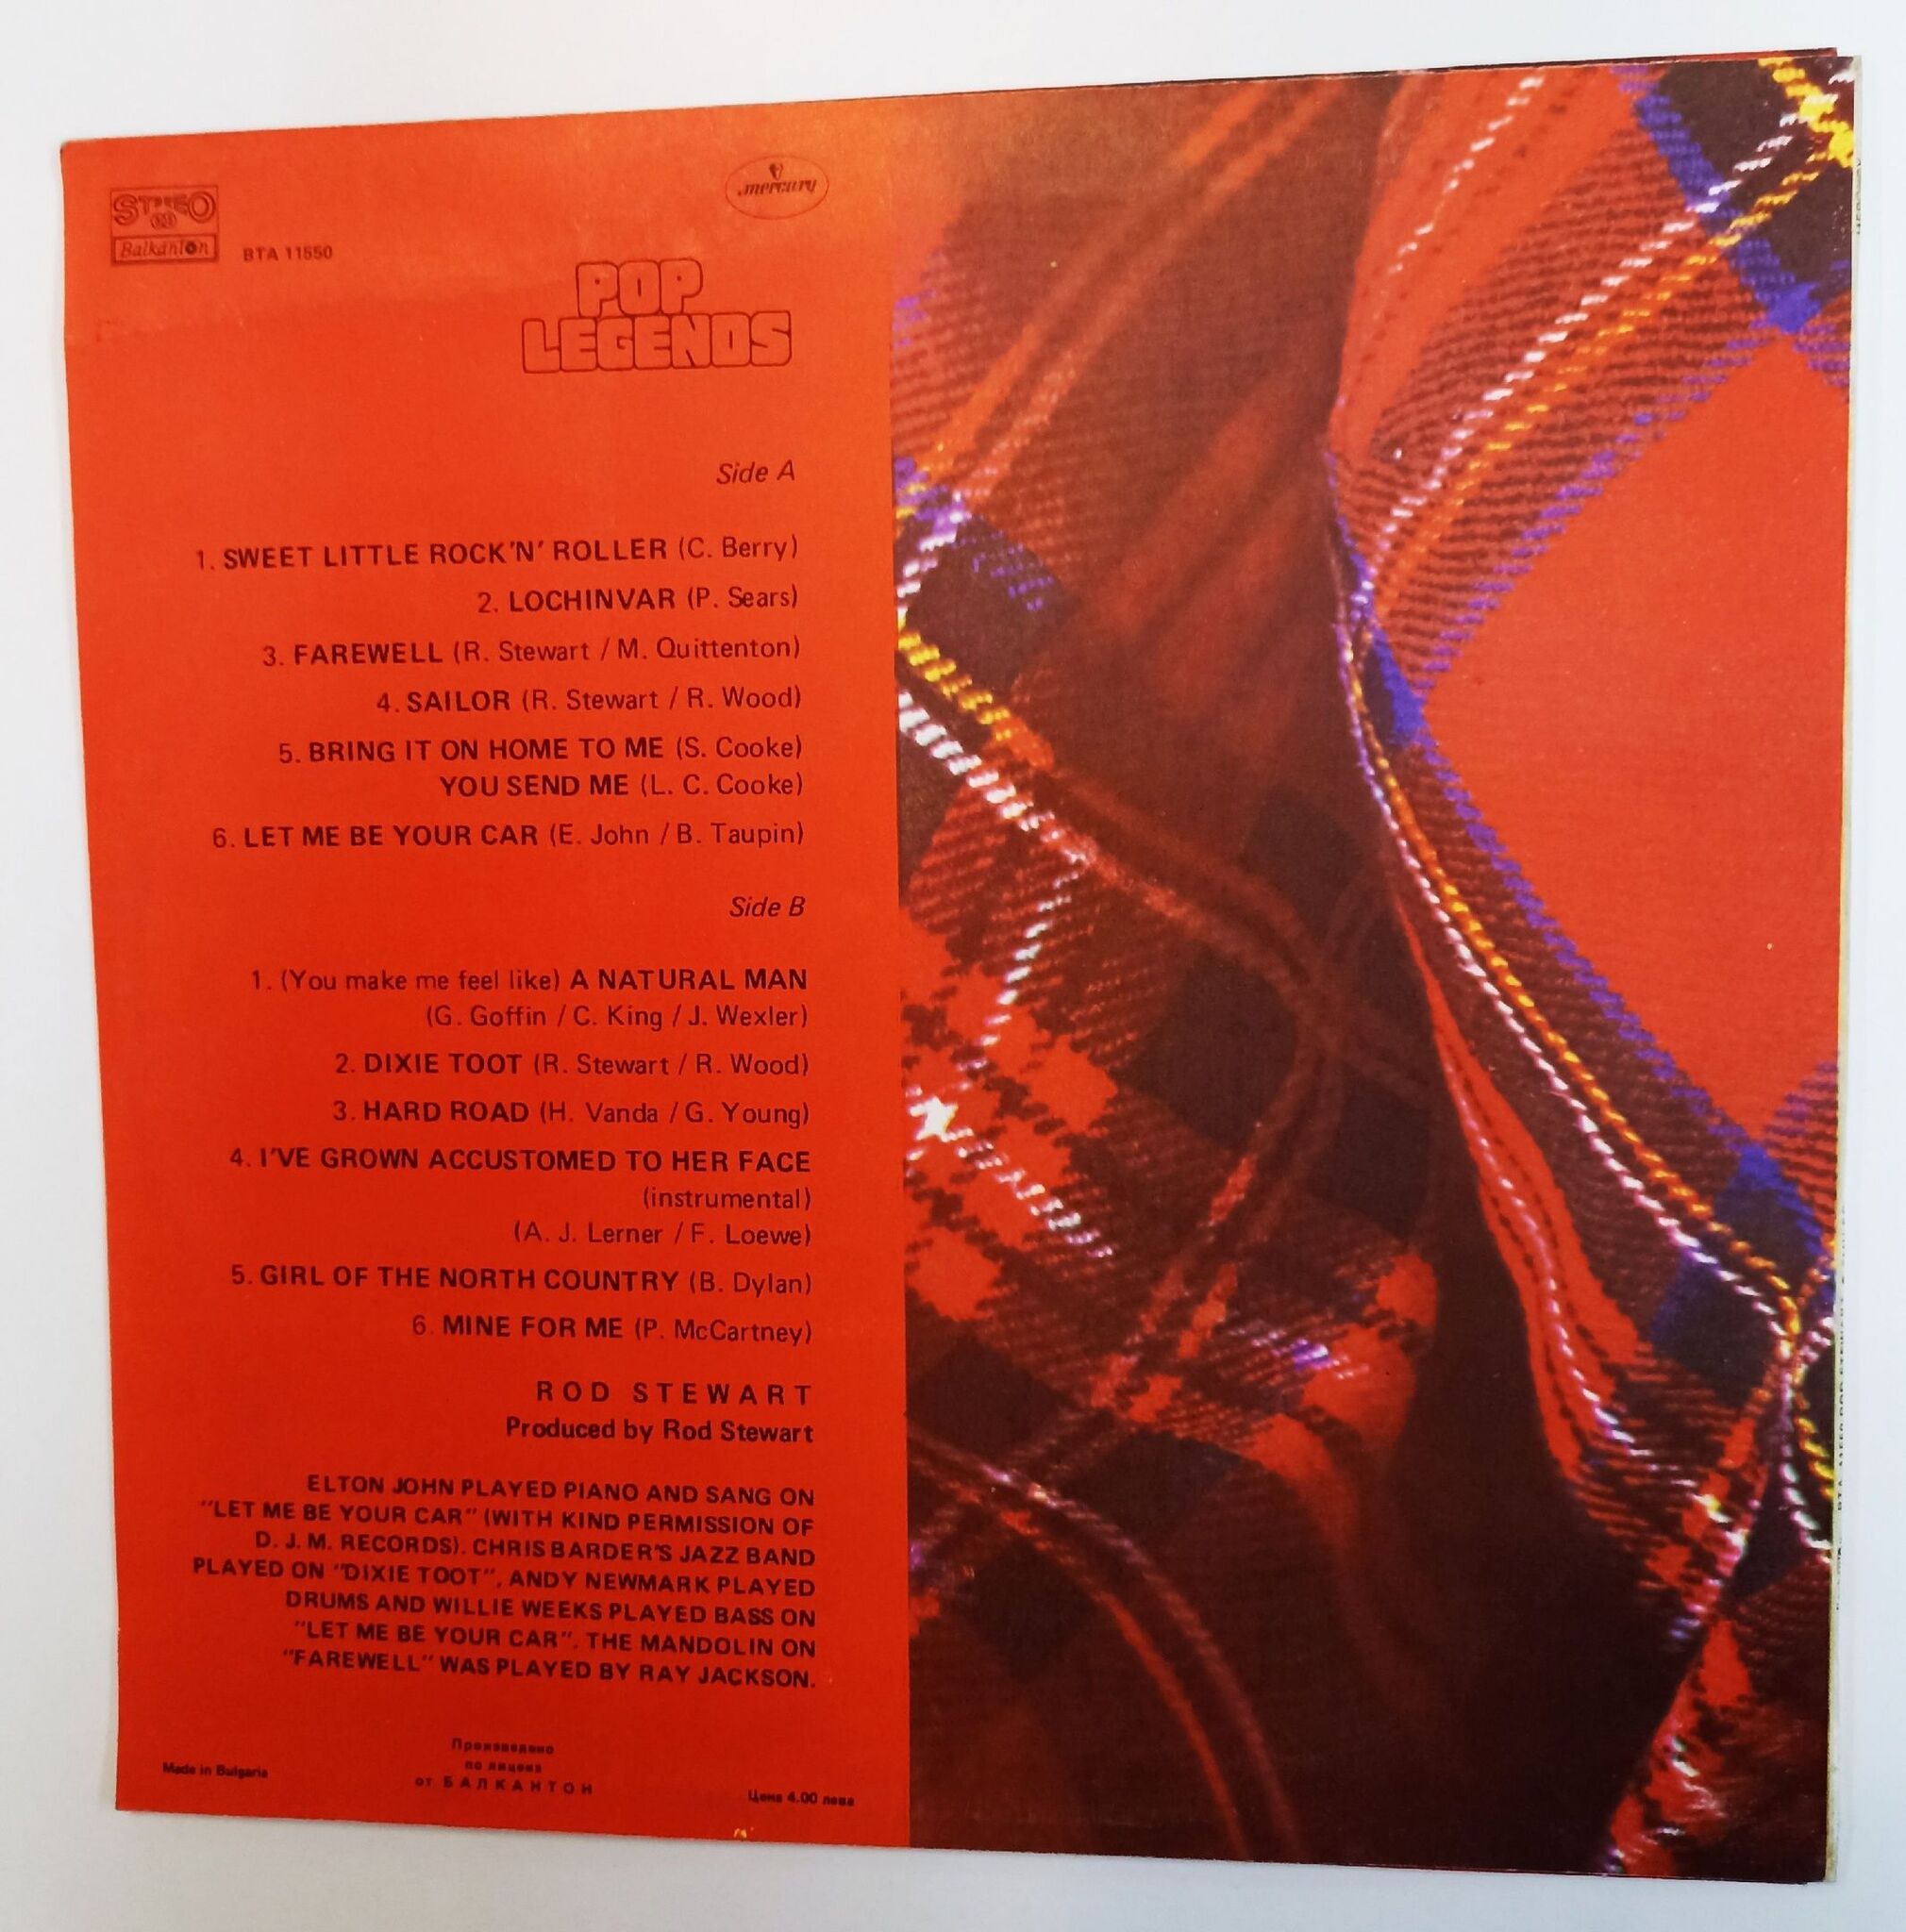 STEREO
Balkanton
BTA 11550
mercury
POP
LEGENDS
Side A
1. SWEET LITTLE ROCK'N' ROLLER (C. Berry)
2. LOCHINVAR (P. Sears)
3. FAREWELL (R. Stewart / M. Quittenton)
4. SAILOR (R. Stewart / R. Wood)
5. BRING IT ON HOME TO ME (S. Cooke)
YOU SEND ME (L. C. Cooke)
6. LET ME BE YOUR CAR (E. John / B. Taupin)
Side B
1. (You make me feel like) A NATURAL MAN
(G. Goffin / C. King / J. Wexler)
2. DIXIE TOOT (R. Stewart / R. Wood)
3. HARD ROAD (H. Vanda / G. Young)
4. I'VE GROWN ACCUSTOMED TO HER FACE
(instrumental)
(A. J. Lerner / F. Loewe)
5. GIRL OF THE NORTH COUNTRY (B. Dylan)
6. MINE FOR ME (P. McCartney)
ROD STEWART
Produced by Rod Stewart
ELTON JOHN PLAYED PIANO AND SANG ON
"LET ME BE YOUR CAR" (WITH KIND PERMISSION OF
D. J. M. RECORDS). CHRIS BARDER'S JAZZ BAND
PLAYED ON "DIXIE TOOT", ANDY NEWMARK PLAYED
DRUMS AND WILLIE WEEKS PLAYED BASS ON
"LET ME BE YOUR CAR". THE MANDOLIN ON
"FAREWELL" WAS PLAYED BY RAY JACKSON.
Произведено
по лиценз
от БАЛКАНТОН
Made in Bulgaria
Цена 4.00 лева